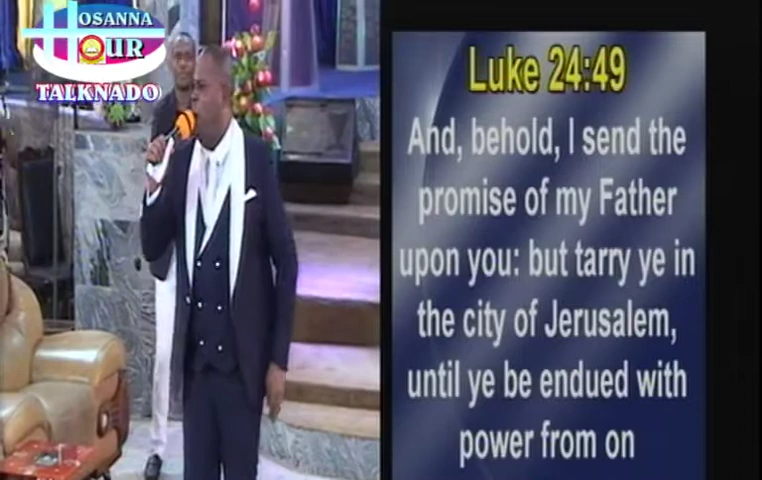 HOSANNA
HOUR
TALKNADO
Luke 24:49
And, behold, I send the
promise of my Father
upon you: but tarry ye in
the city of Jerusalem,
until ye be endued with
power from on